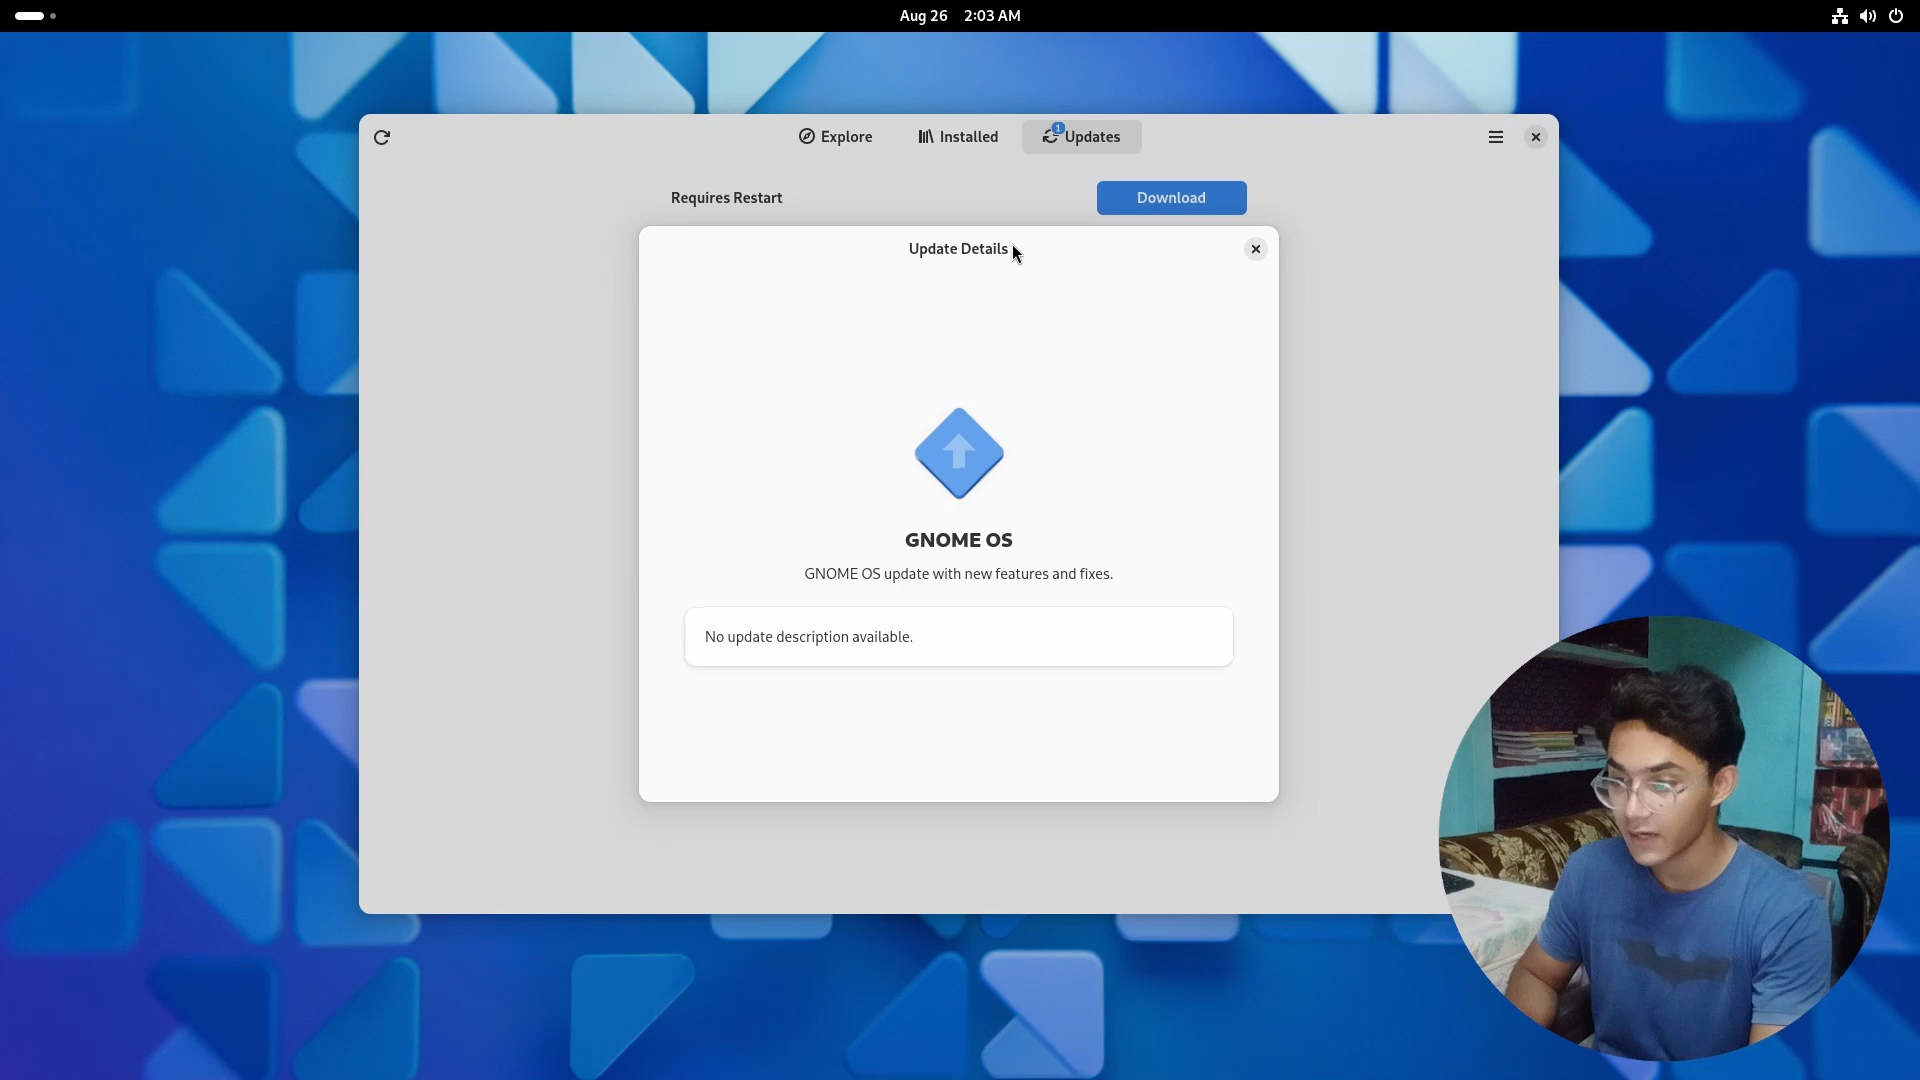 Aug 26 2:03 AM
Explore
Installed
1
Updates
Requires Restart
Download
Update Details
GNOME OS
GNOME OS update with new features and fixes.
No update description available.